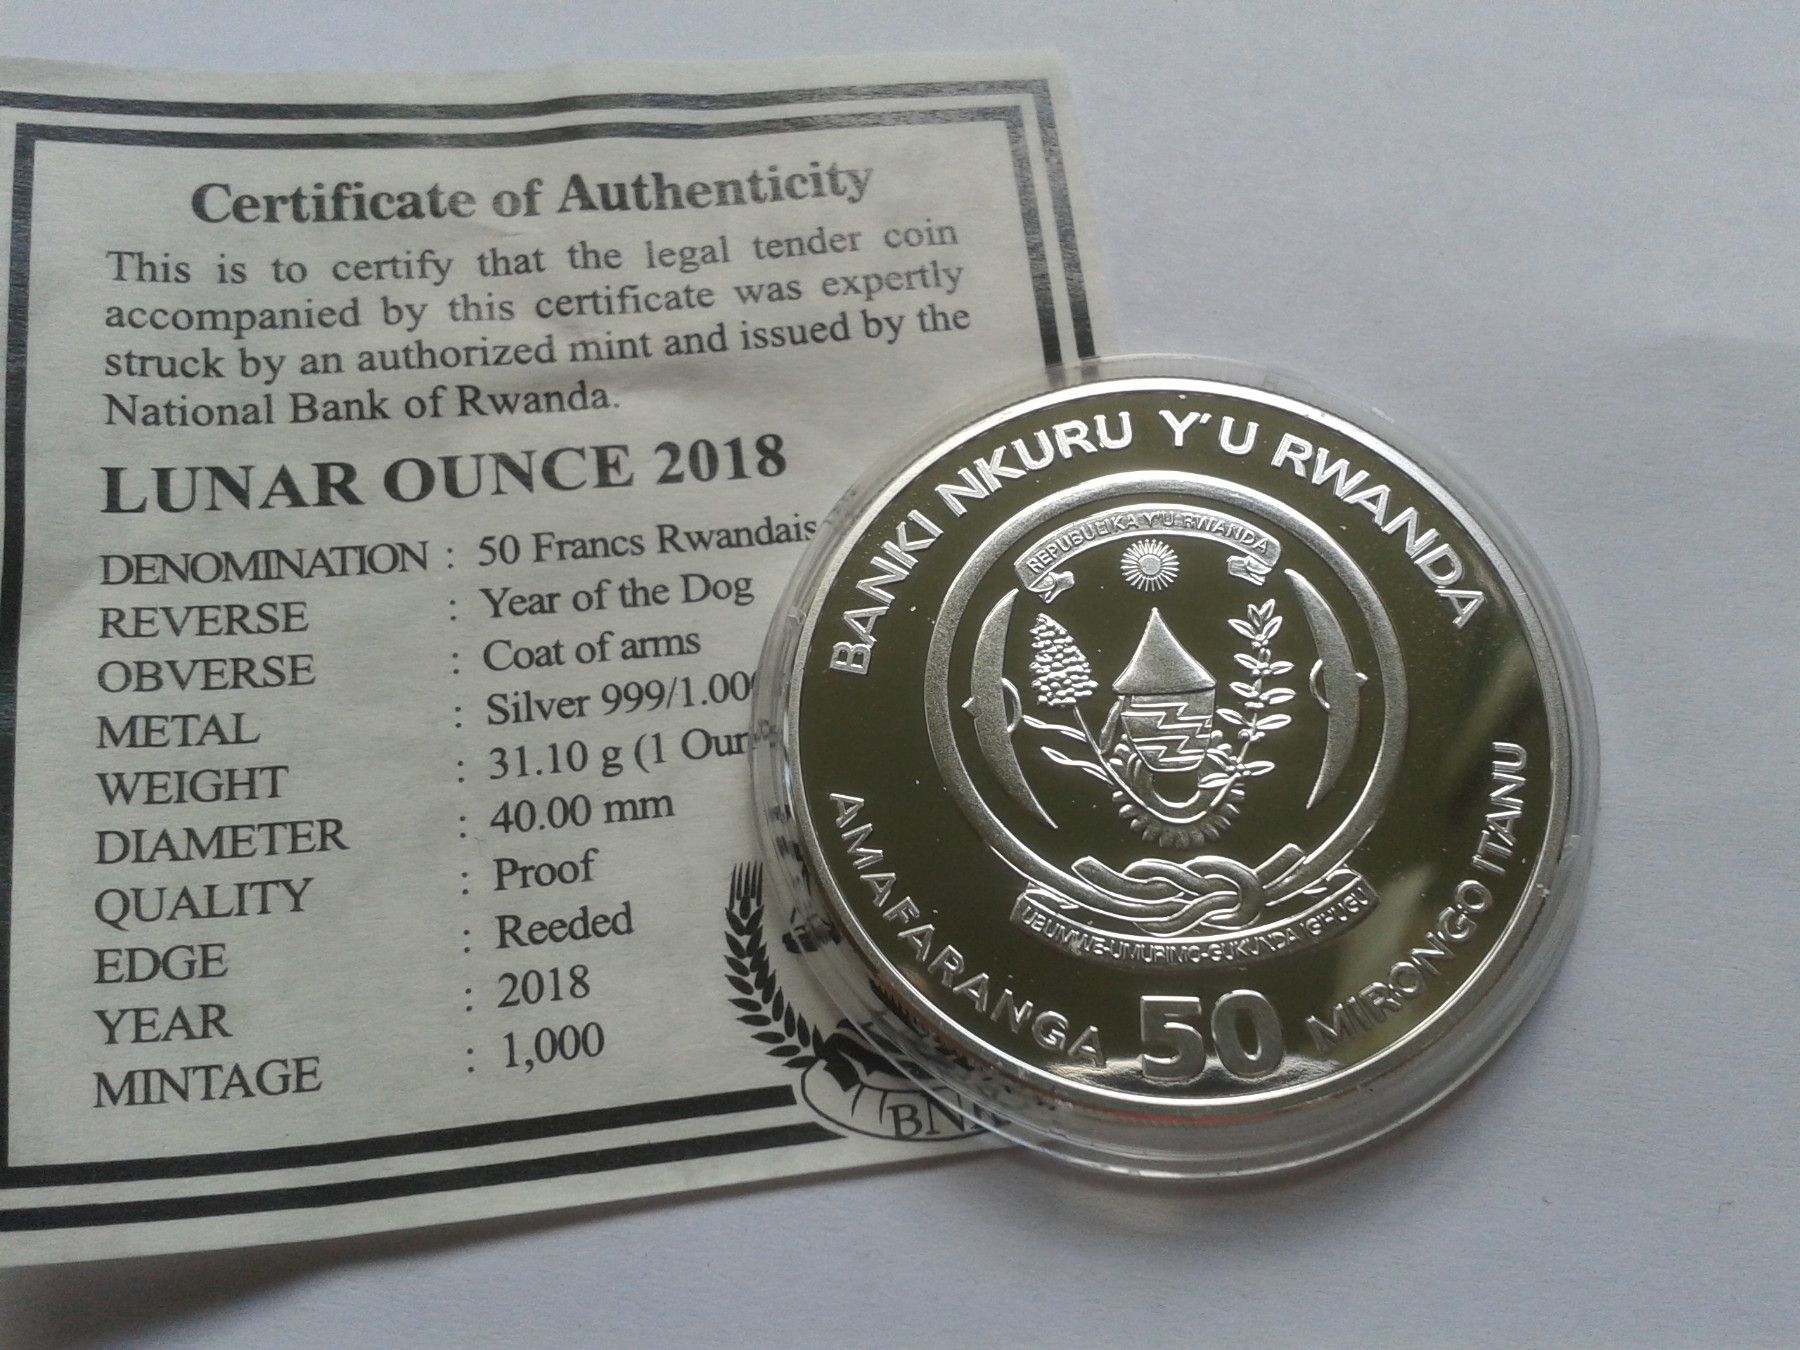 Certificate of Authenticity
This is to certify that the legal tender coin
accompanied by this certificate was expertly
struck by an authorized mint and issued by the
National Bank of Rwanda.
LUNAR OUNCE 2018
DENOMINATION : 50 Francs Rwandais
REVERSE : Year of the Dog
OBVERSE : Coat of arms
METAL : Silver 999/1.00
WEIGHT : 31.10 g (1 Oun
DIAMETER : 40.00 mm
QUALITY : Proof
EDGE : Reeded
YEAR : 2018
MINTAGE : 1,000
BNR
BANKI NKURU Y'U RWANDA
REPUBULIKA Y'U RWANDA
UBUMWE-UMURIMO-GUKUNDA IGIHUGU
AMAFARANGA 50 MIRONGO ITANU